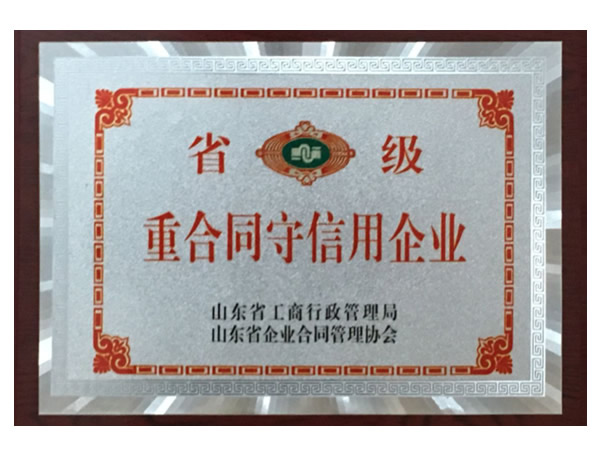 省 级
重合同守信用企业
山东省工商行政管理局
山东省企业合同管理协会